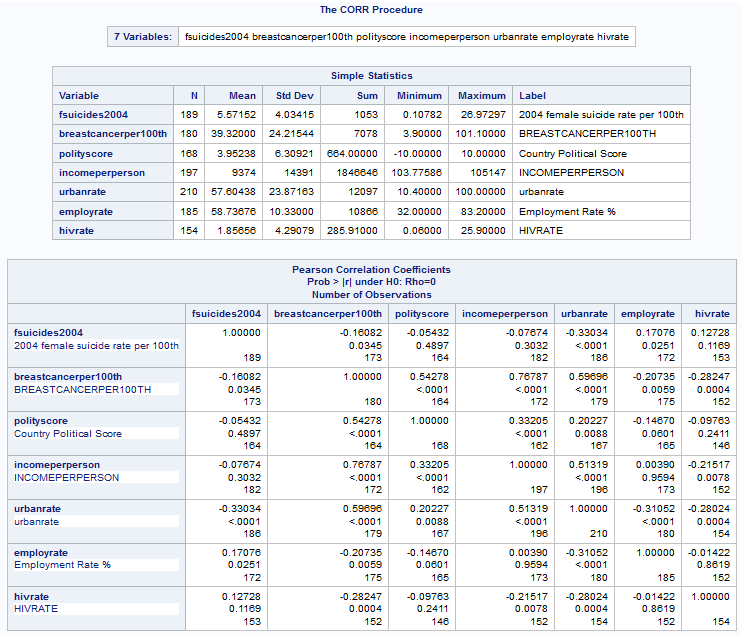 The CORR Procedure
7 Variables: fsuicides2004 breastcancerper100th polityscore incomeperperson urbanrate employrate hivrate
Simple Statistics
Variable N Mean Std Dev Sum Minimum Maximum Label
fsuicides2004 189 5.57152 4.03415 1053 0.10782 26.97297 2004 female suicide rate per 100th
breastcancerper100th 180 39.32000 24.21544 7078 3.90000 101.10000 BREASTCANCERPER100TH
polityscore 168 3.95238 6.30921 664.00000 -10.00000 10.00000 Country Political Score
incomeperperson 197 9374 14391 1846646 103.77586 105147 INCOMEPERPERSON
urbanrate 210 57.60438 23.87163 12097 10.40000 100.00000 urbanrate
employrate 185 58.73676 10.33000 10866 32.00000 83.20000 Employment Rate %
hivrate 154 1.85656 4.29079 285.91000 0.06000 25.90000 HIVRATE
Pearson Correlation Coefficients
Prob > |r| under H0: Rho=0
Number of Observations
fsuicides2004 breastcancerper100th polityscore incomeperperson urbanrate employrate hivrate
fsuicides2004 1.00000 -0.16082 -0.05432 -0.07674 -0.33034 0.17076 0.12728
2004 female suicide rate per 100th 0.0345 0.4897 0.3032 <.0001 0.0251 0.1169
189 173 164 182 186 172 153
breastcancerper100th -0.16082 1.00000 0.54278 0.76787 0.59696 -0.20735 -0.28247
BREASTCANCERPER100TH 0.0345 <.0001 <.0001 <.0001 0.0059 0.0004
173 180 164 172 179 175 152
polityscore -0.05432 0.54278 1.00000 0.33205 0.20227 -0.14670 -0.09763
Country Political Score 0.4897 <.0001 <.0001 0.0088 0.0601 0.2411
164 164 168 162 167 165 146
incomeperperson -0.07674 0.76787 0.33205 1.00000 0.51319 0.00390 -0.21517
INCOMEPERPERSON 0.3032 <.0001 <.0001 <.0001 0.9594 0.0078
182 172 162 197 196 173 152
urbanrate -0.33034 0.59696 0.20227 0.51319 1.00000 -0.31052 -0.28024
urbanrate <.0001 <.0001 0.0088 <.0001 <.0001 0.0004
186 179 167 196 210 180 154
employrate 0.17076 -0.20735 -0.14670 0.00390 -0.31052 1.00000 -0.01422
Employment Rate % 0.0251 0.0059 0.0601 0.9594 <.0001 0.8619
172 175 165 173 180 185 152
hivrate 0.12728 -0.28247 -0.09763 -0.21517 -0.28024 -0.01422 1.00000
HIVRATE 0.1169 0.0004 0.2411 0.0078 0.0004 0.8619
153 152 146 152 154 152 154